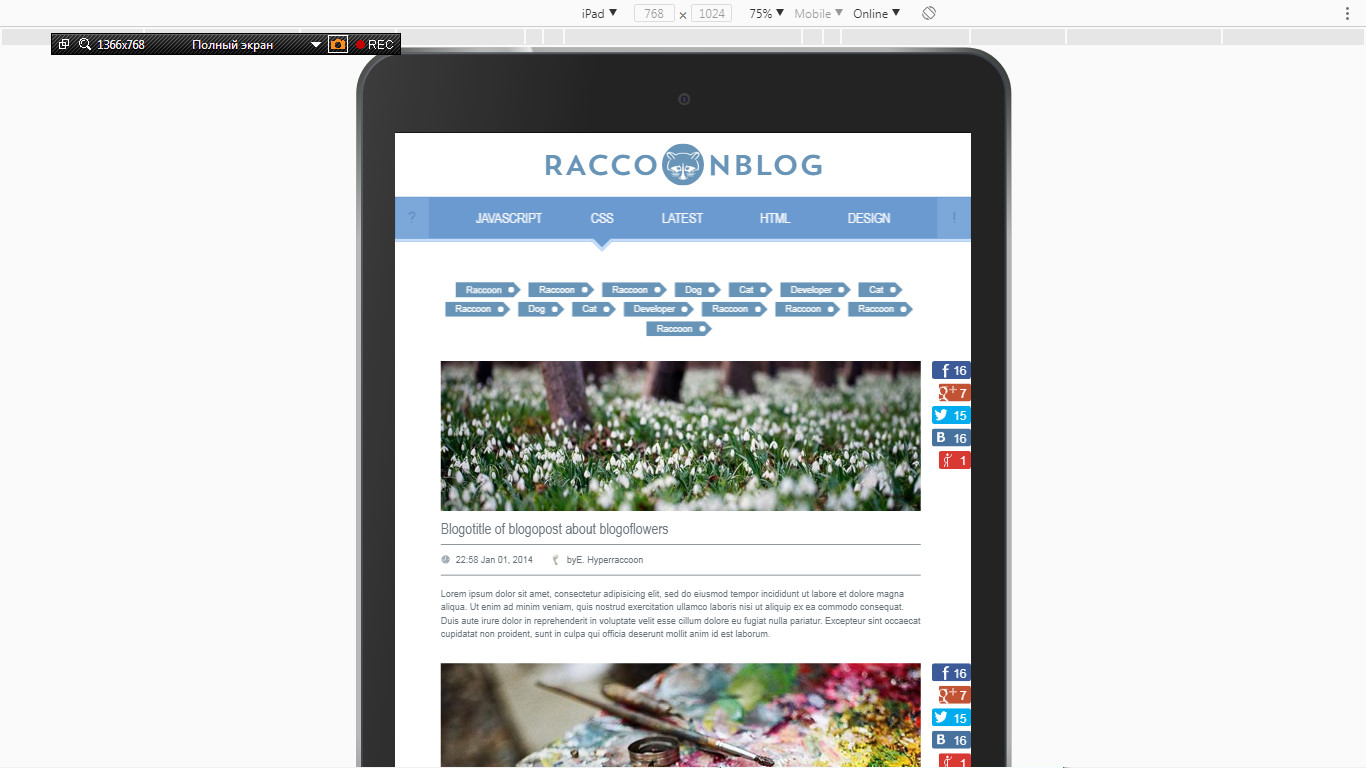 iPad 768 × 1024 75% Mobile Online
1366x768 Полный экран REC
RACCO NBLOG
? JAVASCRIPT CSS LATEST HTML DESIGN !
Raccoon Raccoon Raccoon Dog Cat Developer Cat
Raccoon Dog Cat Developer Raccoon Raccoon Raccoon
Raccoon
f 16
g+ 7
15
B 16
1
Blogotitle of blogopost about blogoflowers
22:58 Jan 01, 2014 byE. Hyperraccoon
Lorem ipsum dolor sit amet, consectetur adipisicing elit, sed do eiusmod tempor incididunt ut labore et dolore magna
aliqua. Ut enim ad minim veniam, quis nostrud exercitation ullamco laboris nisi ut aliquip ex ea commodo consequat.
Duis aute irure dolor in reprehenderit in voluptate velit esse cillum dolore eu fugiat nulla pariatur. Excepteur sint occaecat
cupidatat non proident, sunt in culpa qui officia deserunt mollit anim id est laborum.
f 16
g+ 7
15
B 16
1